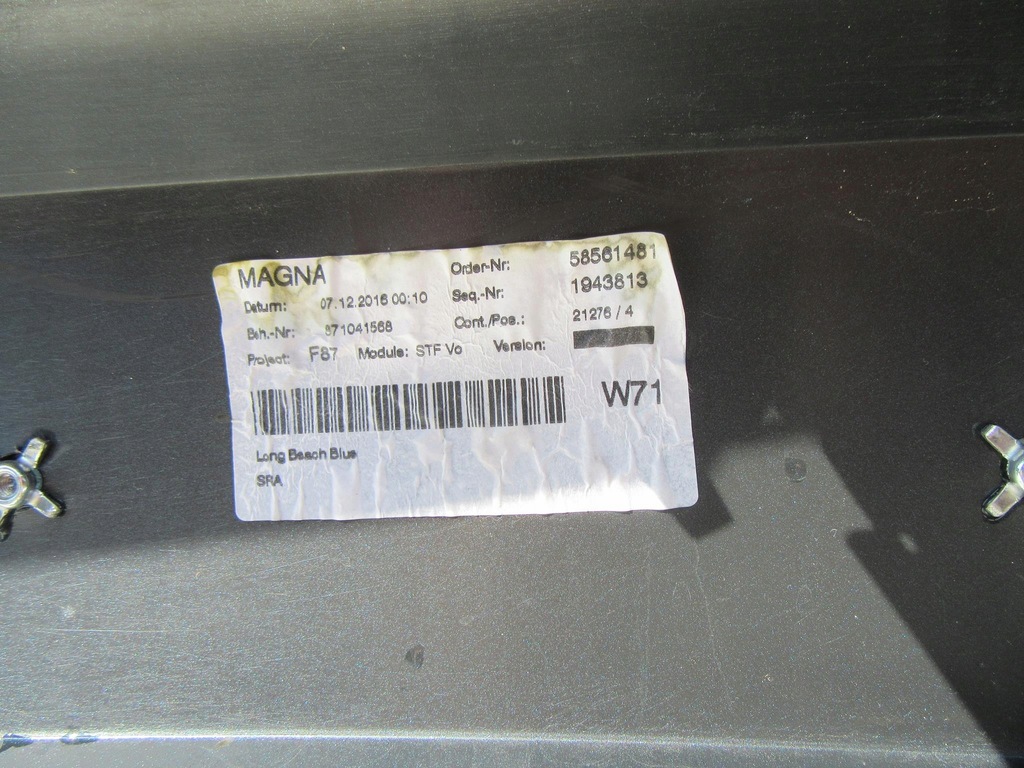 MAGNA Order-Nr: 58561481
Datum: 07.12.2016 00:10 Seq.-Nr: 1943813
Bsh.-Nr: 871041568 Cont./Pos.: 21276 / 4
Project: F87 Module: STF Vo Version:
W71
Long Beach Blue
SRA